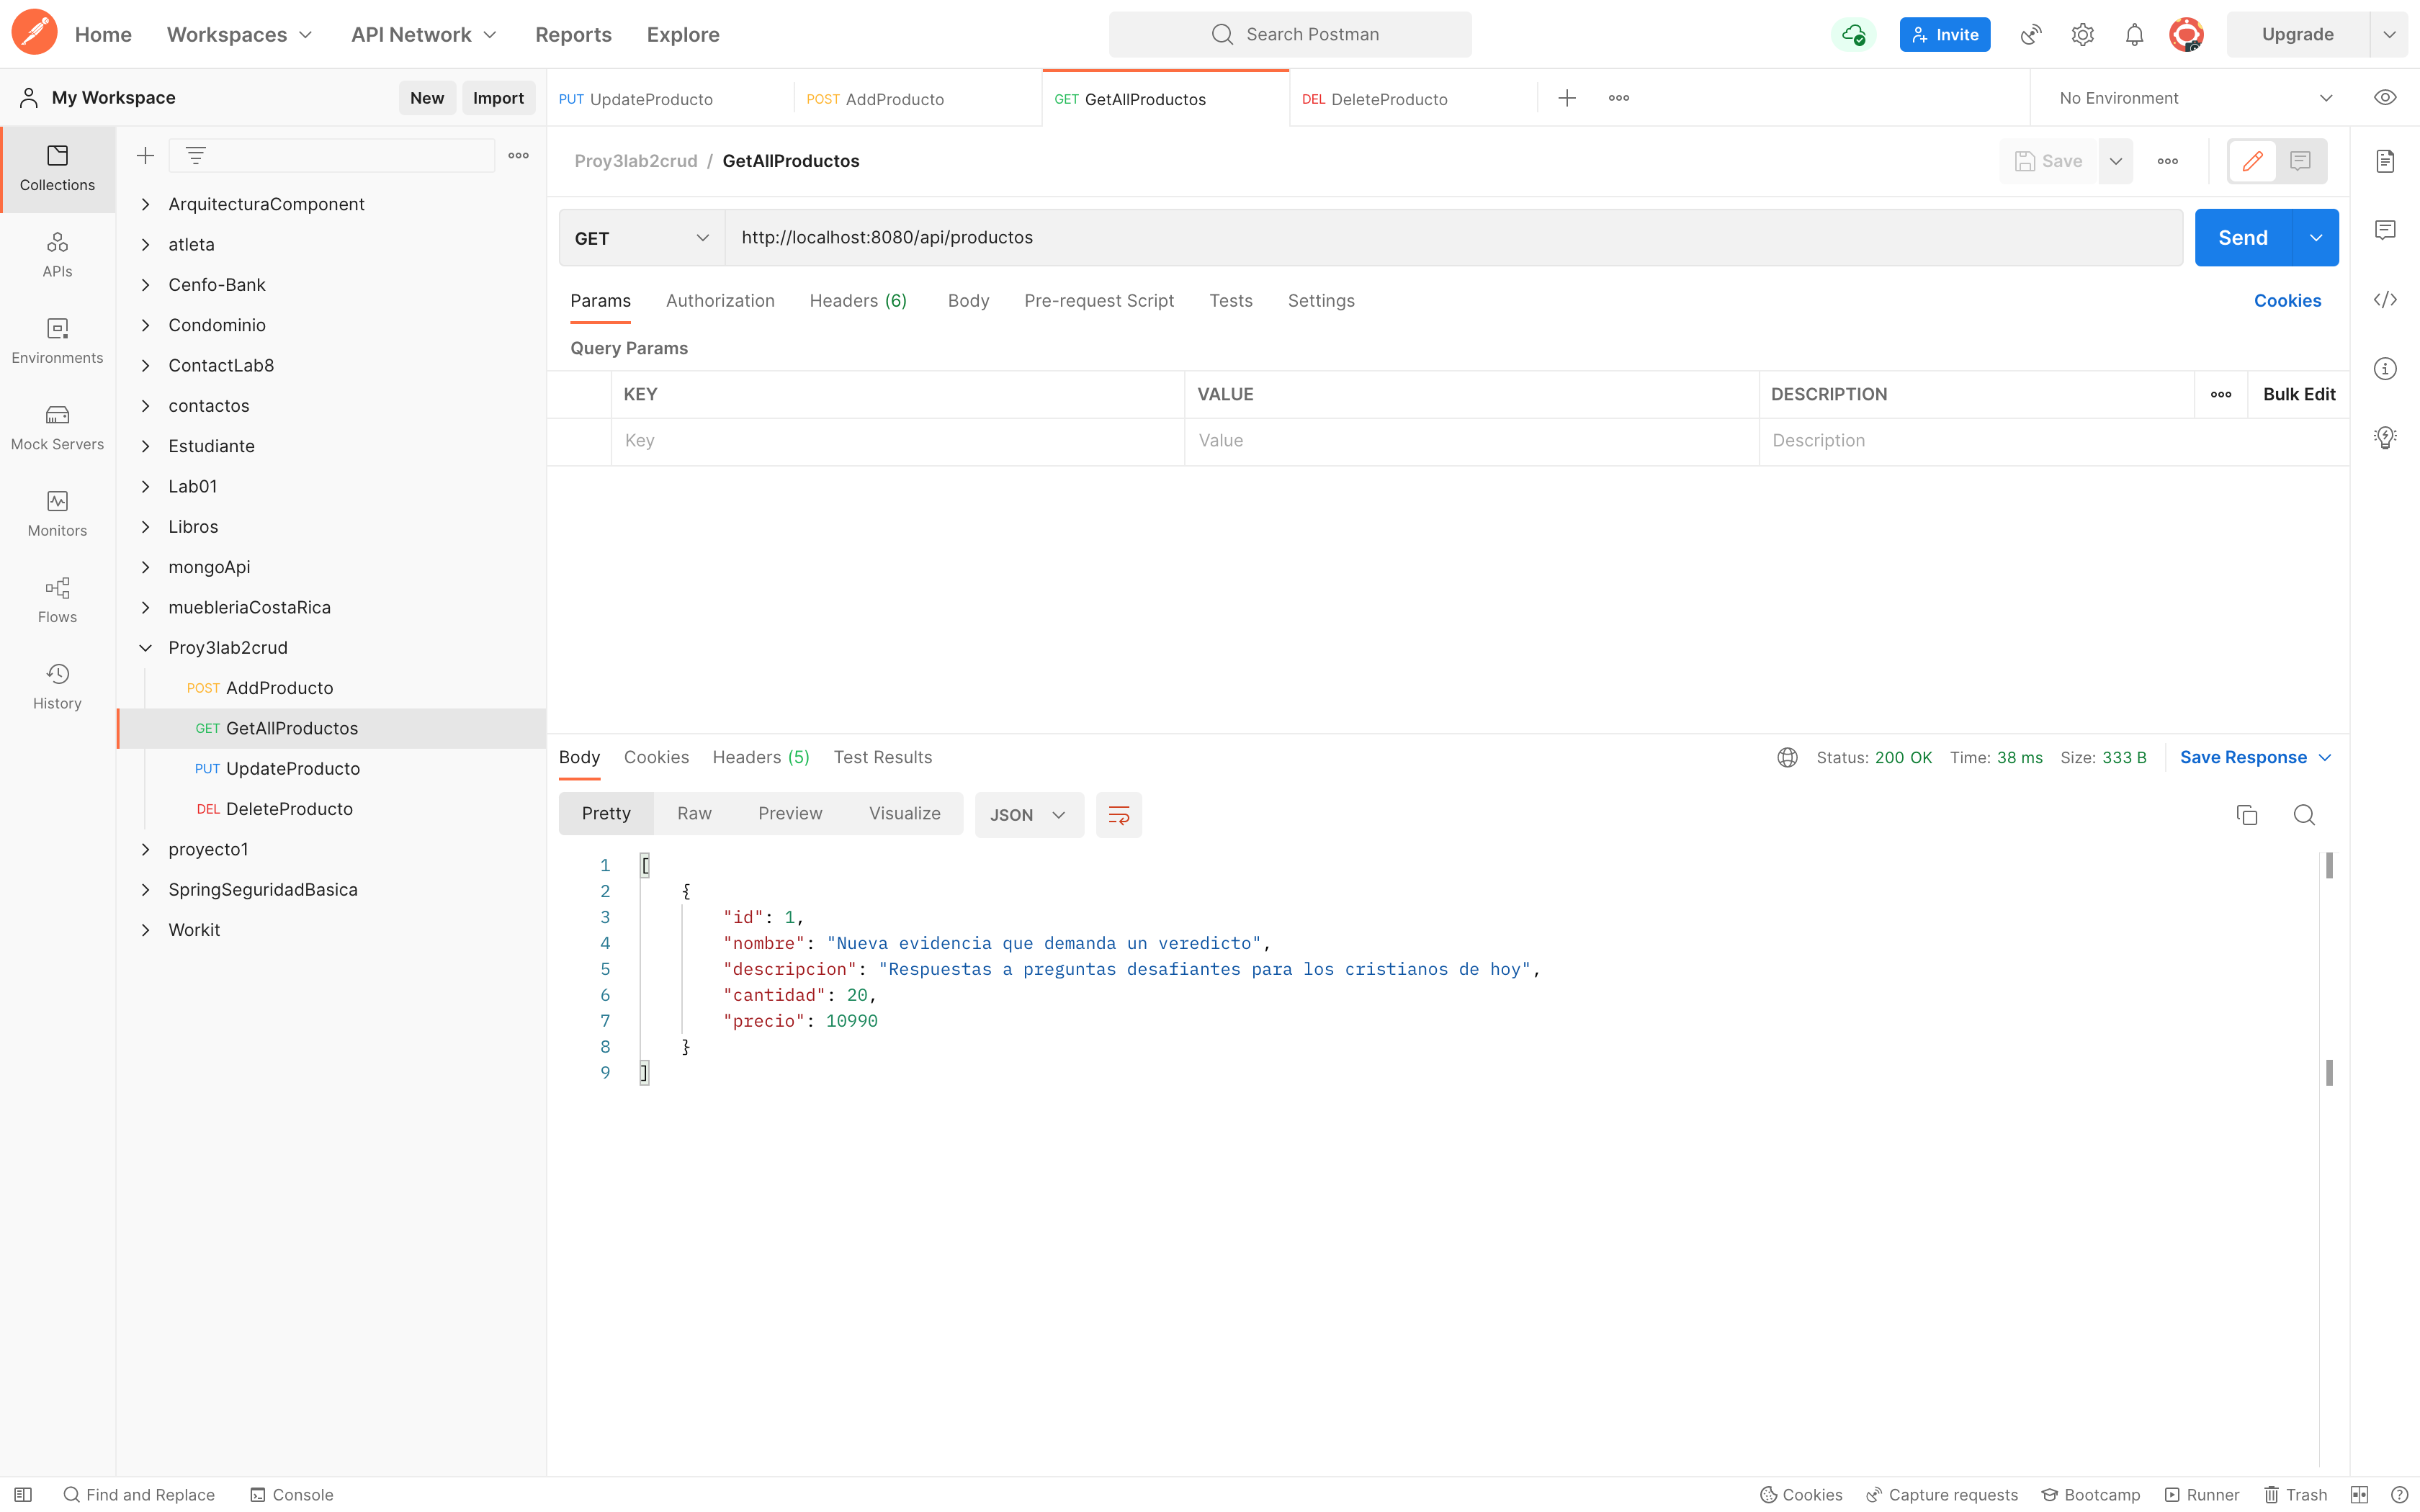 Home Workspaces API Network Reports Explore Search Postman Invite Upgrade
My Workspace New Import PUT UpdateProducto POST AddProducto GET GetAllProductos DEL DeleteProducto No Environment
Collections
APIs
Environments
Mock Servers
Monitors
Flows
History
ArquitecturaComponent
atleta
Cenfo-Bank
Condominio
ContactLab8
contactos
Estudiante
Lab01
Libros
mongoApi
muebleriaCostaRica
Proy3lab2crud
POST AddProducto
GET GetAllProductos
PUT UpdateProducto
DEL DeleteProducto
proyecto1
SpringSeguridadBasica
Workit
Proy3lab2crud / GetAllProductos Save
GET http://localhost:8080/api/productos Send
Params Authorization Headers (6) Body Pre-request Script Tests Settings Cookies
Query Params
KEY VALUE DESCRIPTION Bulk Edit
Key Value Description
Body Cookies Headers (5) Test Results Status: 200 OK Time: 38 ms Size: 333 B Save Response
Pretty Raw Preview Visualize JSON
1 [
2 {
3 "id": 1,
4 "nombre": "Nueva evidencia que demanda un veredicto",
5 "descripcion": "Respuestas a preguntas desafiantes para los cristianos de hoy",
6 "cantidad": 20,
7 "precio": 10990
8 }
9 ]
Find and Replace Console Cookies Capture requests Bootcamp Runner Trash